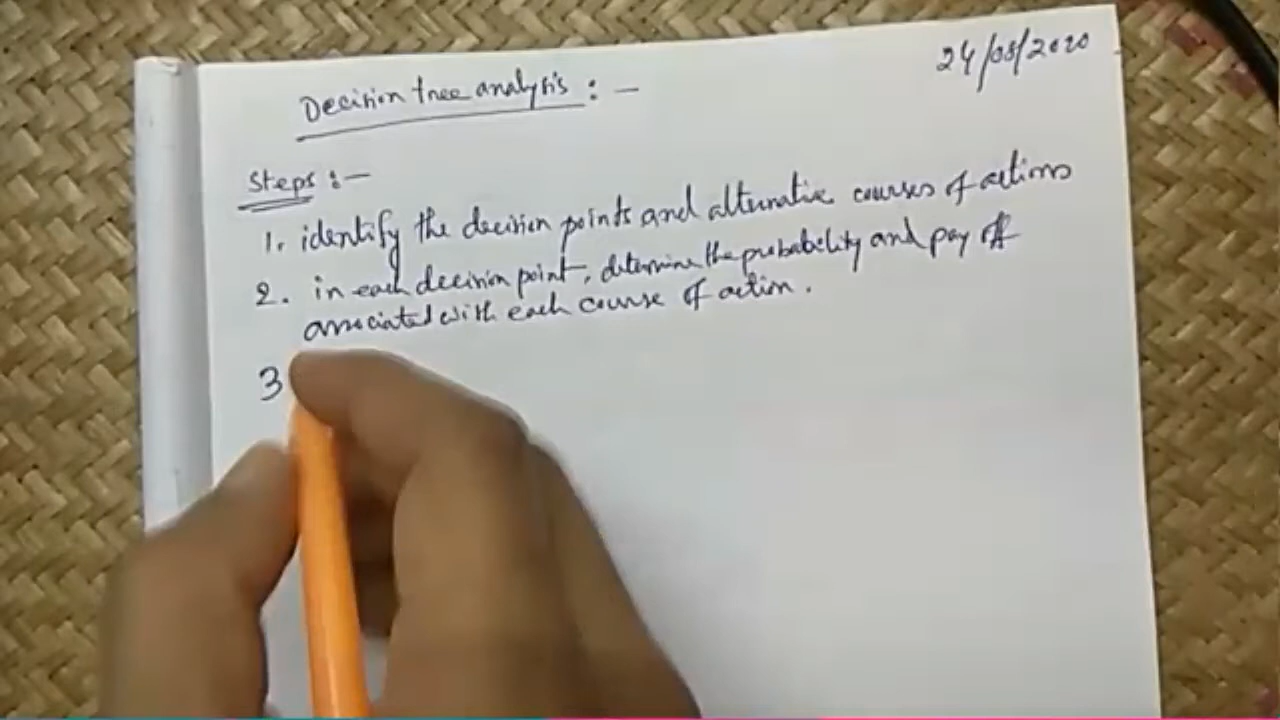 24/08/2020
Decision tree analysis : -
Steps : -
1. identify the decision points and alternative courses of actions
2. in each decision point, determine the probability and pay off
associated with each course of action.
3